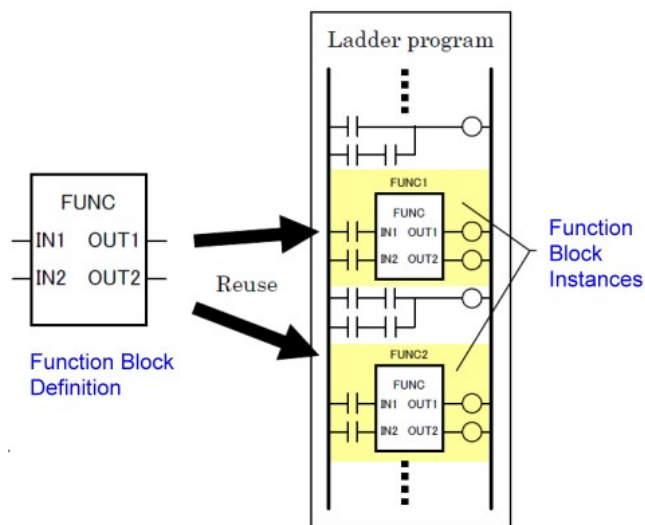 Ladder program
FUNC
IN1 OUT1
IN2 OUT2
Function Block
Definition
Reuse
FUNC1
FUNC
IN1 OUT1
IN2 OUT2
FUNC2
FUNC
IN1 OUT1
IN2 OUT2
Function
Block
Instances